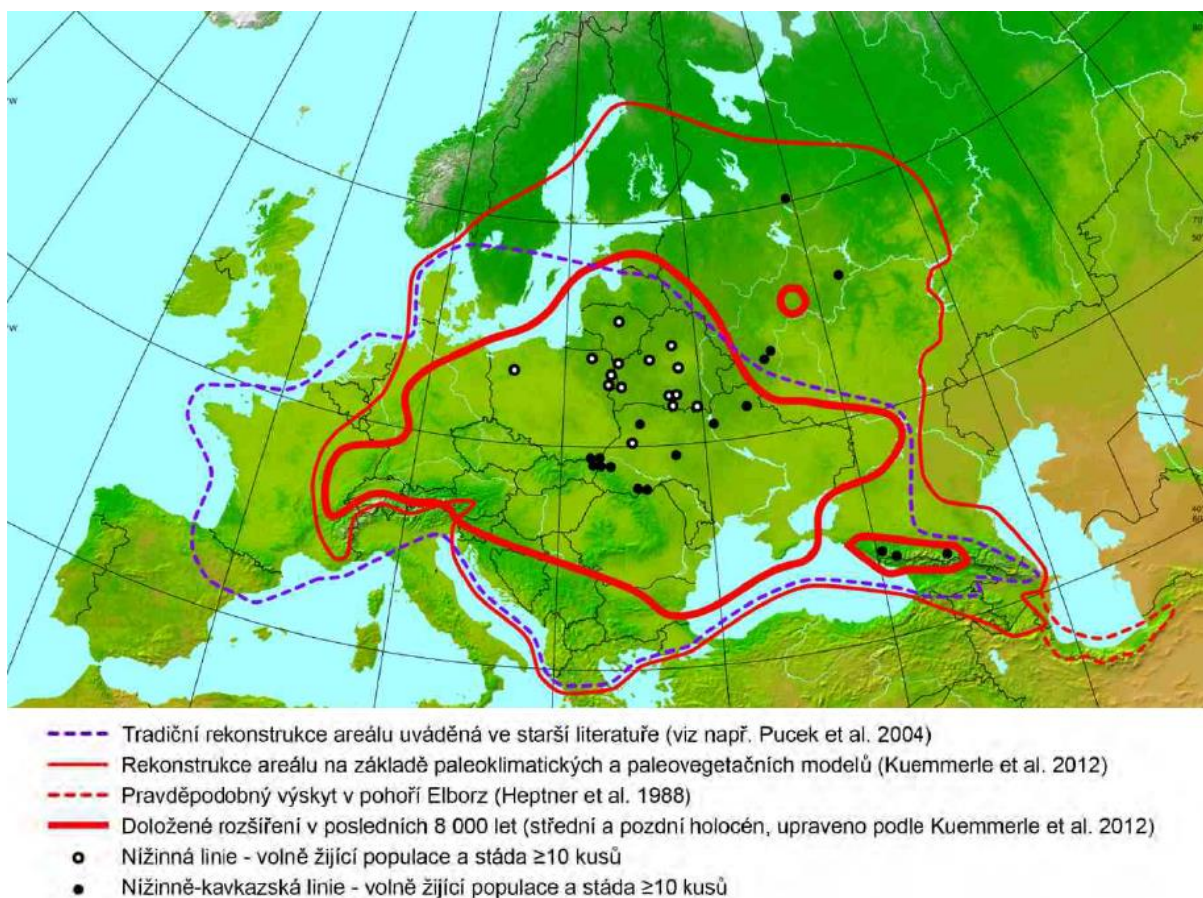 Tradiční rekonstrukce areálu uváděná ve starší literatuře (viz např. Pucek et al. 2004)
Rekonstrukce areálu na základě paleoklimatických a paleovegetačních modelů (Kuemmerle et al. 2012)
Pravděpodobný výskyt v pohoří Elborz (Heptner et al. 1988)
Doložené rozšíření v posledních 8 000 let (střední a pozdní holocén, upraveno podle Kuemmerle et al. 2012)
Nížinná linie - volně žijící populace a stáda ≥10 kusů
Nížinně-kavkazská linie - volně žijící populace a stáda ≥10 kusů